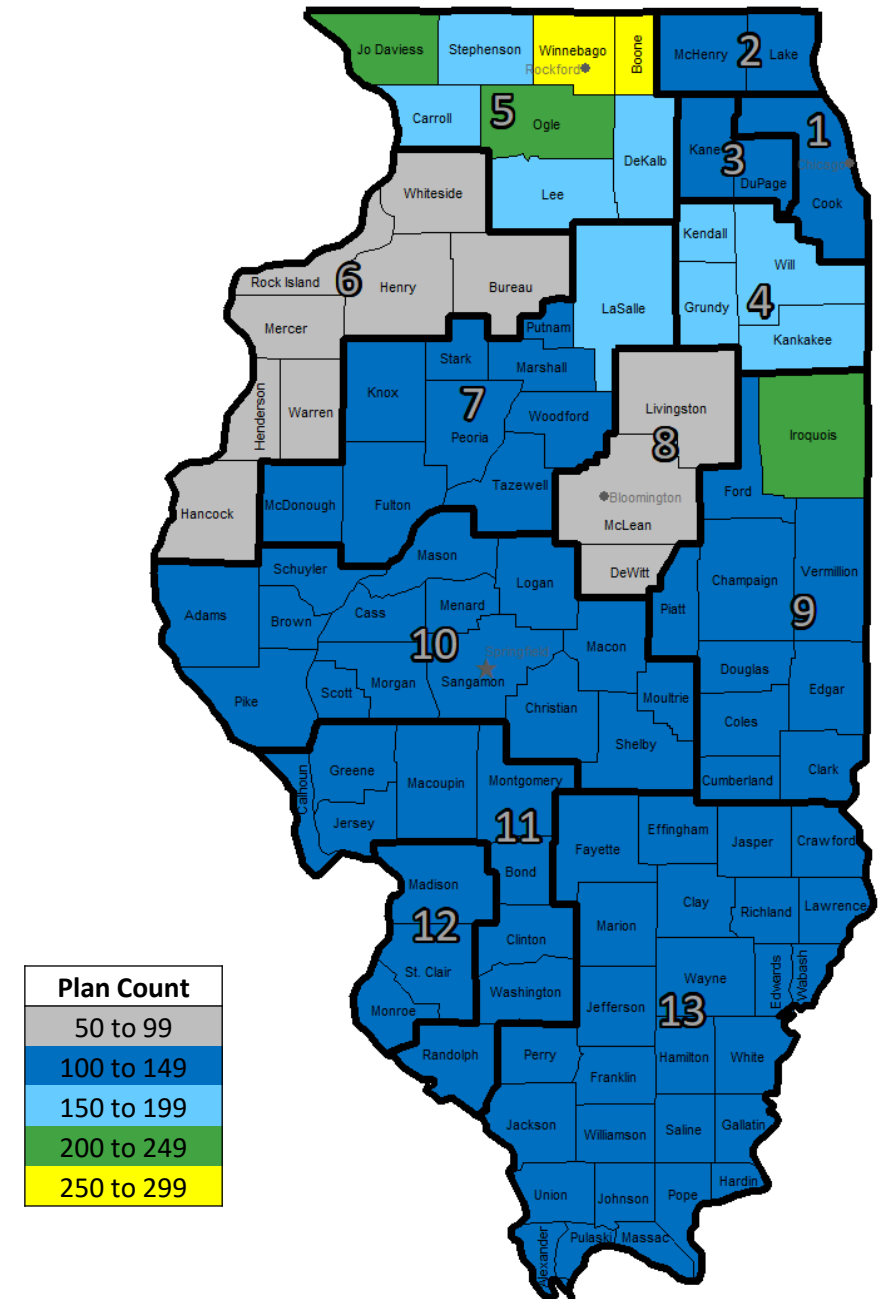 Jo Daviess
Stephenson
Winnebago
Boone
McHenry
2
Lake
Rockford
Carroll
5
Ogle
DeKalb
Kane
3
1
Chicago
DuPage
Cook
Lee
Whiteside
Kendall
Will
Rock Island
6
Henry
Bureau
LaSalle
Grundy
4
Mercer
Putnam
Kankakee
Stark
Marshall
Henderson
Warren
Knox
7
Peoria
Woodford
Livingston
8
Iroquois
Hancock
McDonough
Fulton
Tazewell
Bloomington
McLean
Ford
Mason
Schuyler
Logan
DeWitt
Champaign
Vermillion
Adams
Brown
Cass
Menard
Piatt
9
10
Springfield
Macon
Pike
Scott
Morgan
Sangamon
Christian
Moultrie
Douglas
Edgar
Shelby
Coles
Calhoun
Greene
Macoupin
Montgomery
Cumberland
Clark
Jersey
11
Fayette
Effingham
Jasper
Crawford
Madison
Bond
12
Marion
Clay
Richland
Lawrence
Clinton
St. Clair
Wayne
Edwards
Wabash
Washington
Monroe
Jefferson
13
Randolph
Perry
Hamilton
White
Franklin
Jackson
Williamson
Saline
Gallatin
Union
Johnson
Pope
Hardin
Alexander
Pulaski
Massac
Plan Count
50 to 99
100 to 149
150 to 199
200 to 249
250 to 299